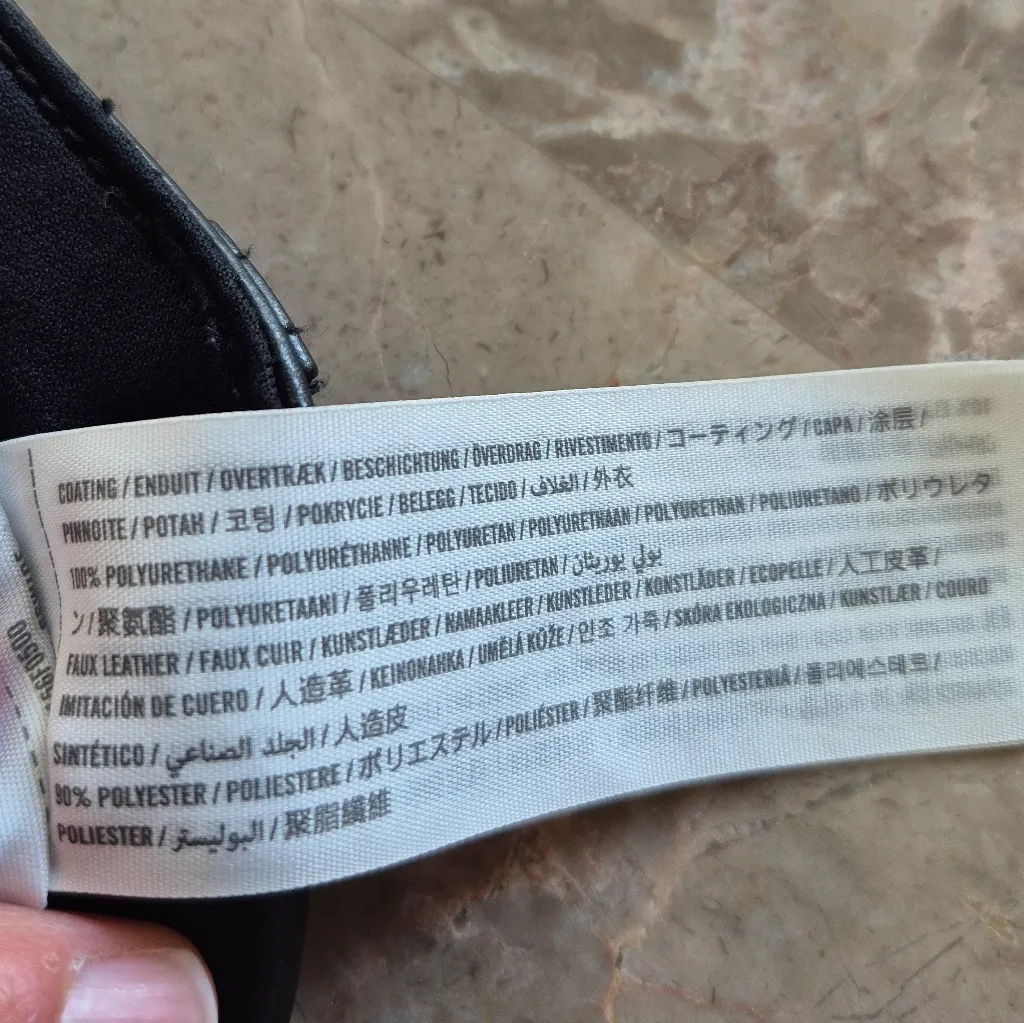 COATING / ENDUIT / OVERTRÆK / BESCHICHTUNG / ÖVERDRAG / RIVESTIMENTO / コーティング / CAPA / 涂层 /
PINNOITE / POTAH / 코팅 / POKRYCIE / BELEGG / TECIDO / الغلاف / 外衣
100% POLYURETHANE / POLYURÉTHANNE / POLYURETAN / POLYURETHAAN / POLYURETHAN / POLIURETANO / ポリウレタ
ン / 聚氨酯 / POLYURETAANI / 폴리우레탄 / POLIURETAN / بولي يوريتان
FAUX LEATHER / FAUX CUIR / KUNSTLÆDER / NAMAAKLEER / KUNSTLEDER / KONSTLÄDER / ECOPELLE / 人工皮革 /
IMITACIÓN DE CUERO / 人造革 / KEINONAHKA / UMĚLÁ KŮŽE / 인조 가죽 / SKÓRA EKOLOGICZNA / KUNSTLÆR / COURO
SINTÉTICO / الجلد الصناعي / 人造皮
90% POLYESTER / POLIESTERE / ポリエステル / POLIÉSTER / 聚酯纤维 / POLYESTERIÄ / 폴리에스테르 /
POLIESTER / البوليستر / 聚脂纖維